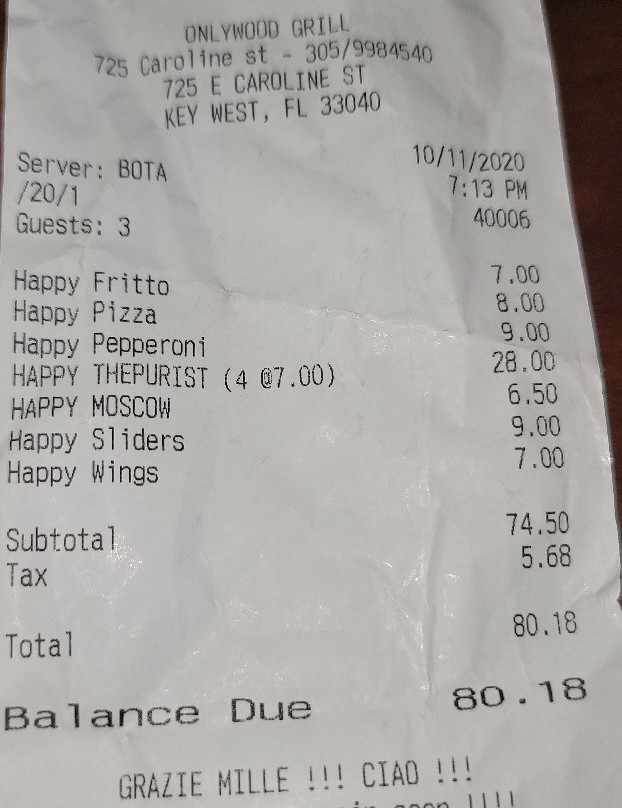 ONLYWOOD GRILL
725 Caroline st - 305/9984540
725 E CAROLINE ST
KEY WEST, FL 33040
Server: BOTA 10/11/2020
/20/1 7:13 PM
Guests: 3 40006
Happy Fritto 7.00
Happy Pizza 8.00
Happy Pepperoni 9.00
HAPPY THEPURIST (4 @7.00) 28.00
HAPPY MOSCOW 6.50
Happy Sliders 9.00
Happy Wings 7.00
Subtotal 74.50
Tax 5.68
Total 80.18
Balance Due 80.18
GRAZIE MILLE !!! CIAO !!!
soon !!!!